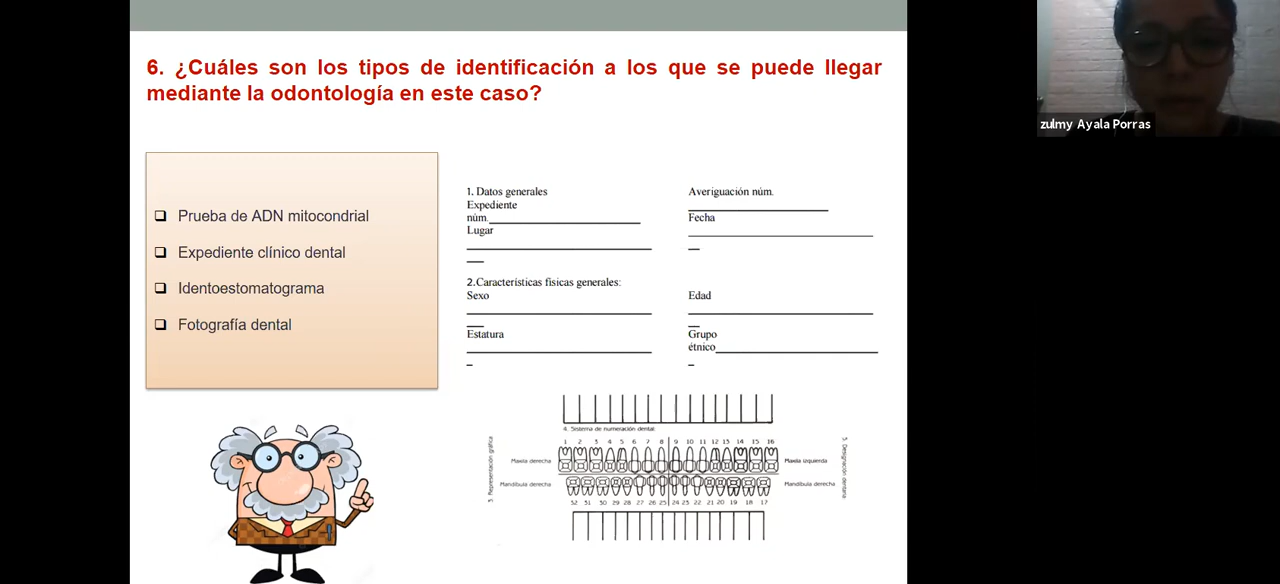 6. ¿Cuáles son los tipos de identificación a los que se puede llegar
mediante la odontología en este caso?
Prueba de ADN mitocondrial
Expediente clínico dental
Identoestomatograma
Fotografía dental
1. Datos generales
Expediente
núm.
Lugar
Averiguación núm.
Fecha
2.Características físicas generales:
Sexo
Edad
Estatura
Grupo
étnico
4. Sistema de numeración dental
1 2 3 4 5 6 7 8 9 10 11 12 13 14 15 16
Maxila derecha
Maxila izquierda
Mandíbula derecha
Mandíbula derecha
32 31 30 29 28 27 26 25 24 23 22 21 20 19 18 17
3. Representación gráfica
5. Designación dentaria
zulmy Ayala Porras